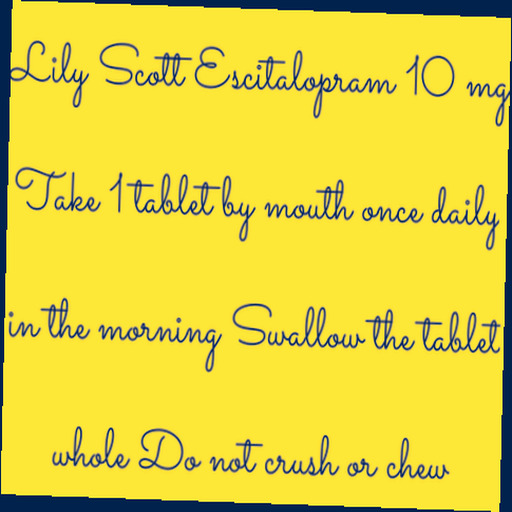 Lily Scott Escitalopram 10 mg
Take 1 tablet by mouth once daily
in the morning Swallow the tablet
whole Do not crush or chew